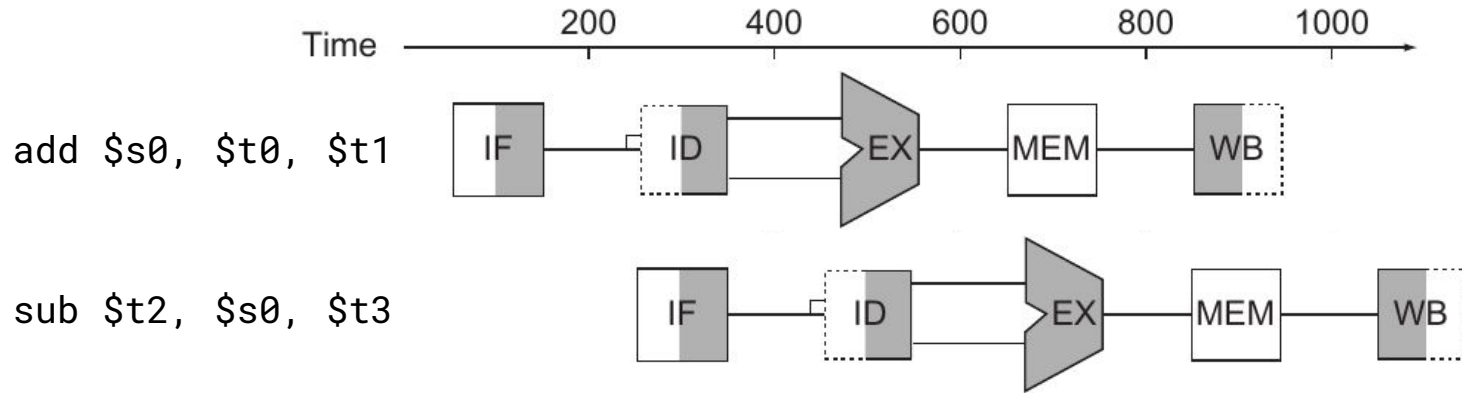 200 400 600 800 1000
Time
add $s0, $t0, $t1 IF ID EX MEM WB
sub $t2, $s0, $t3 IF ID EX MEM WB